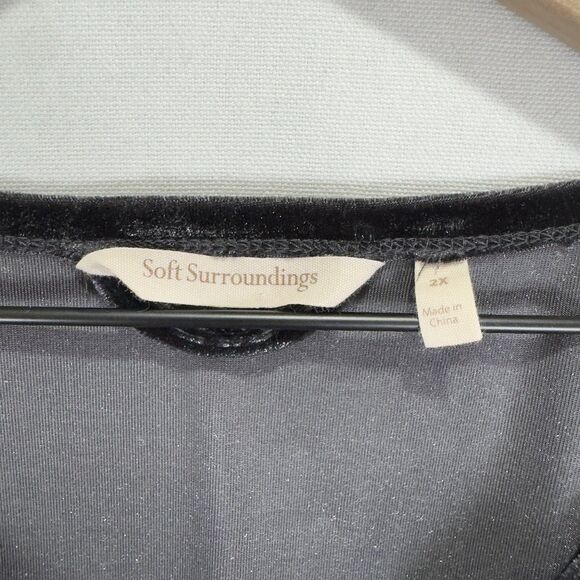 Soft Surroundings
2X
Made in
China